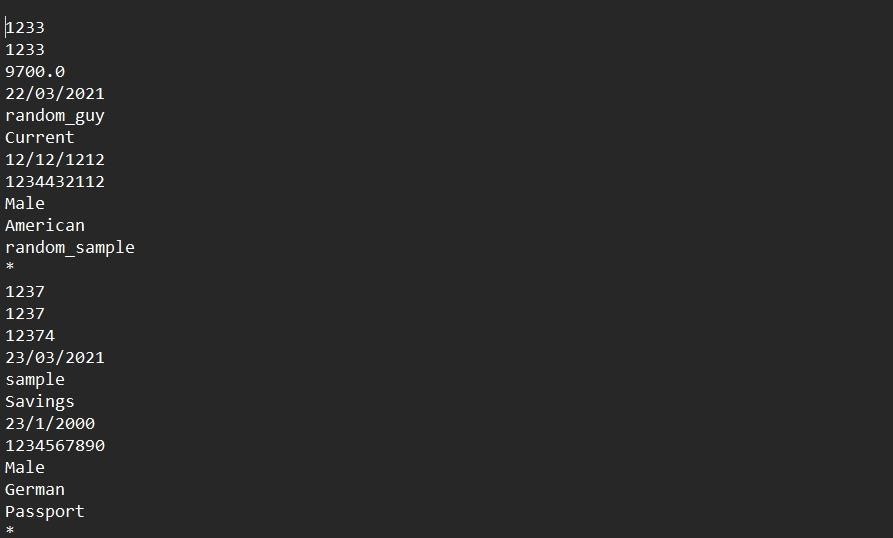 1233
1233
9700.0
22/03/2021
random_guy
Current
12/12/1212
1234432112
Male
American
random_sample
*
1237
1237
12374
23/03/2021
sample
Savings
23/1/2000
1234567890
Male
German
Passport
*